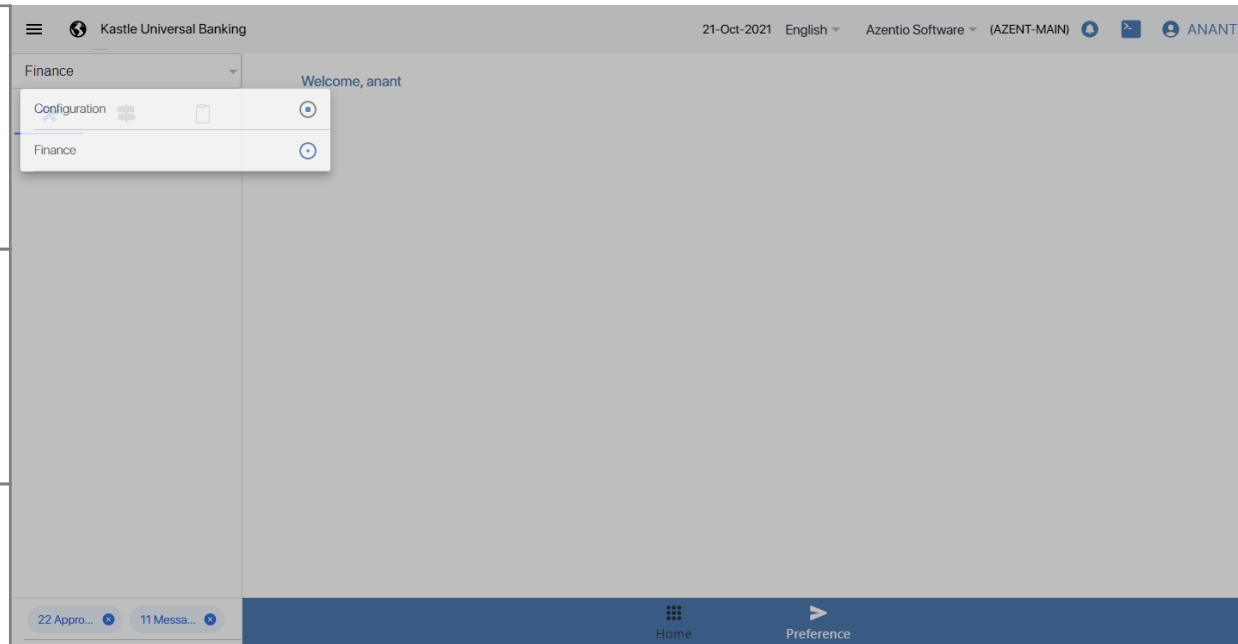 Kastle Universal Banking 21-Oct-2021 English Azentio Software (AZENT-MAIN) ANANT
Finance
Welcome, anant
Configuration
Finance
22 Appro... 11 Messa...
Home Preference